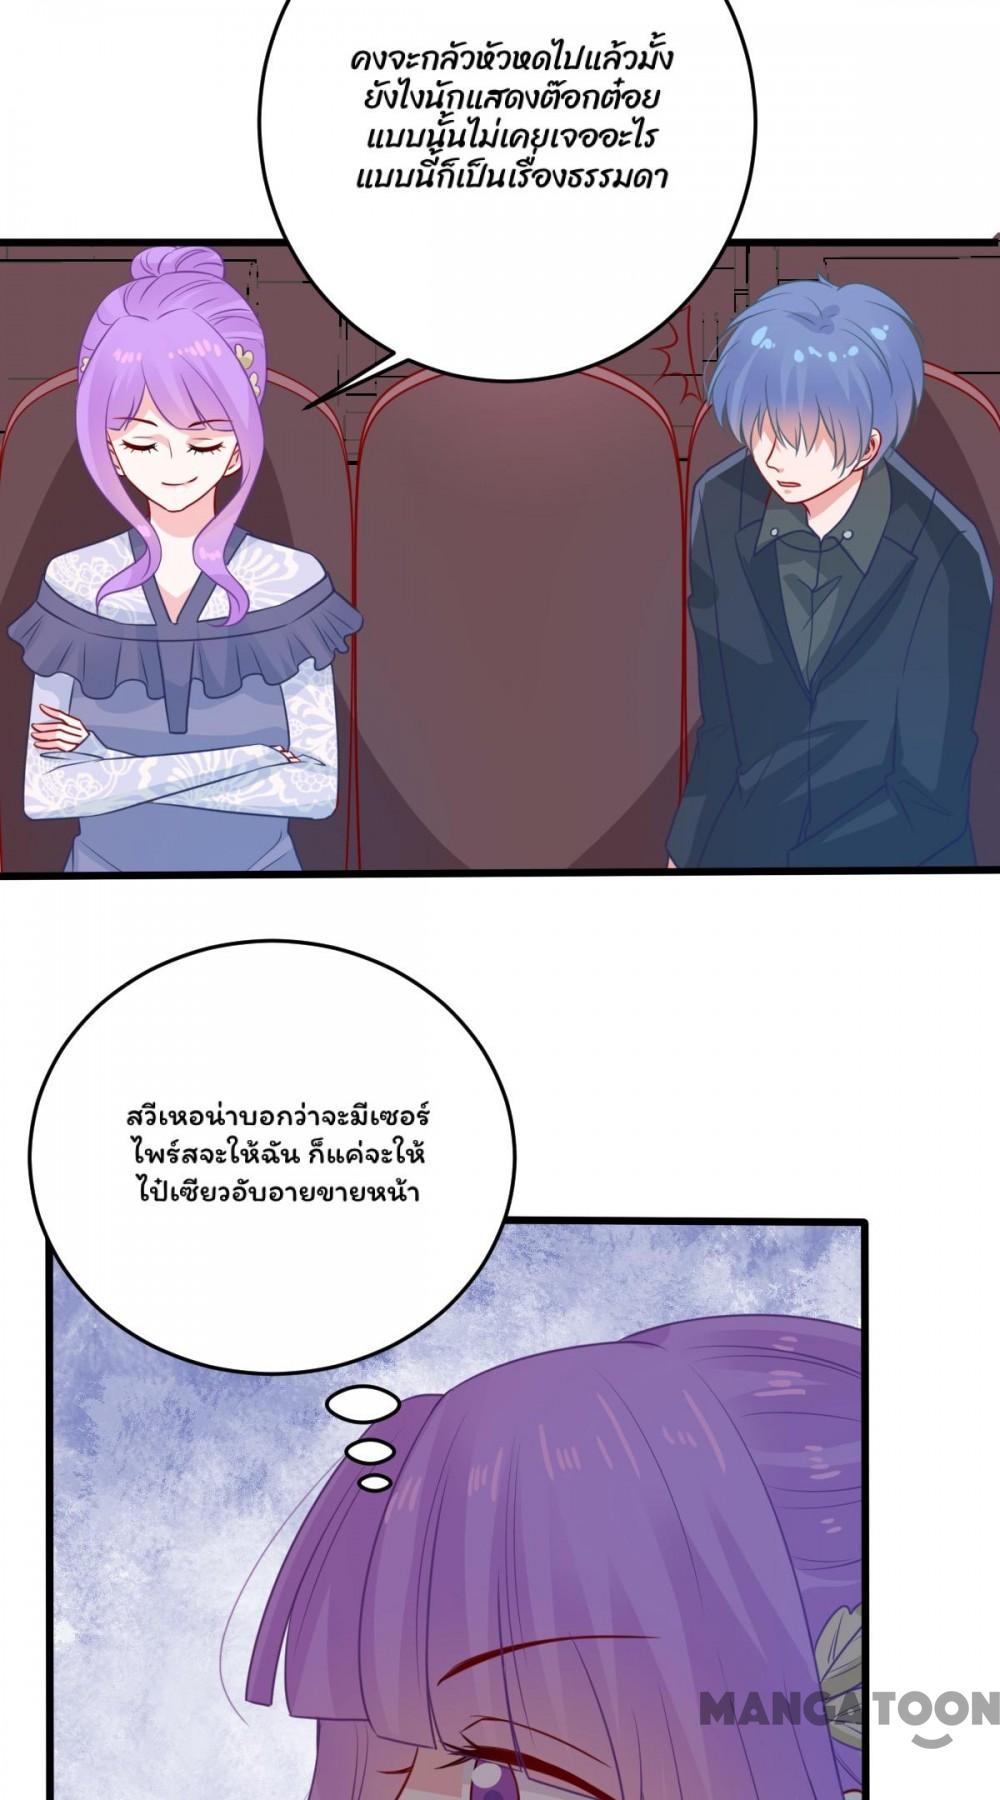 คงจะกลัวหัวหดไปแล้วมั้ง
ยังไงนักแสดงต๊อกต๋อย
แบบนั้นไม่เคยเจออะไร
แบบนี้ก็เป็นเรื่องธรรมดา
สวีเหอน่าบอกว่าจะมีเซอร์
ไพร์สจะให้ฉัน ก็แค่จะให้
ไป๋เซียวอับอายขายหน้า
MANGATOON